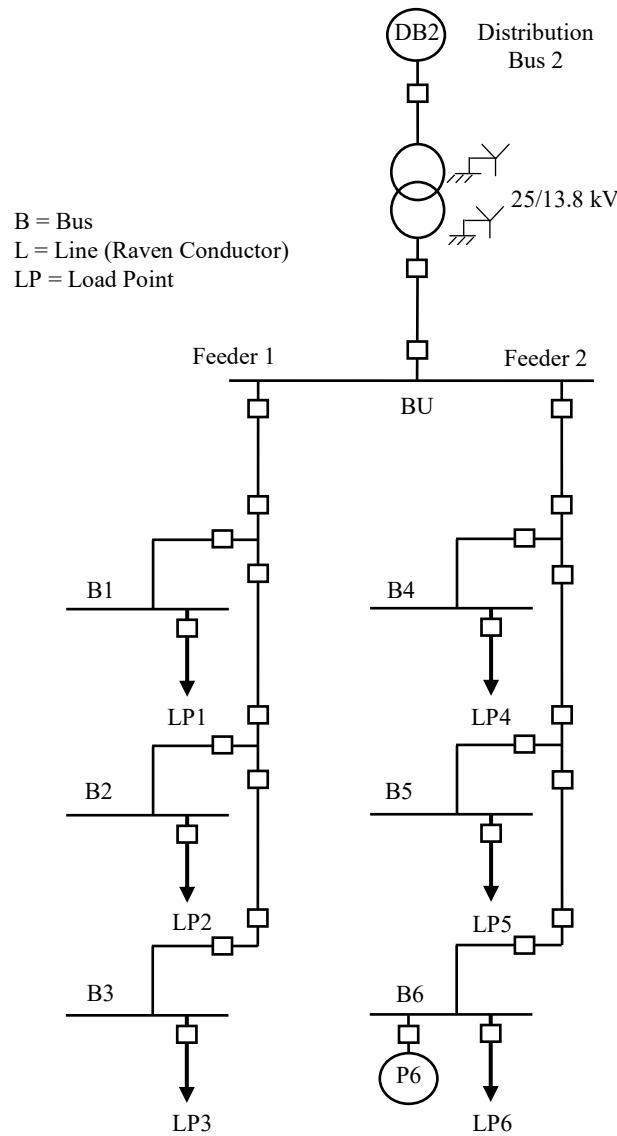 DB2
Distribution
Bus 2
25/13.8 kV
B = Bus
L = Line (Raven Conductor)
LP = Load Point
Feeder 1
Feeder 2
BU
B1
B4
LP1
LP4
B2
B5
LP2
LP5
B3
B6
P6
LP3
LP6